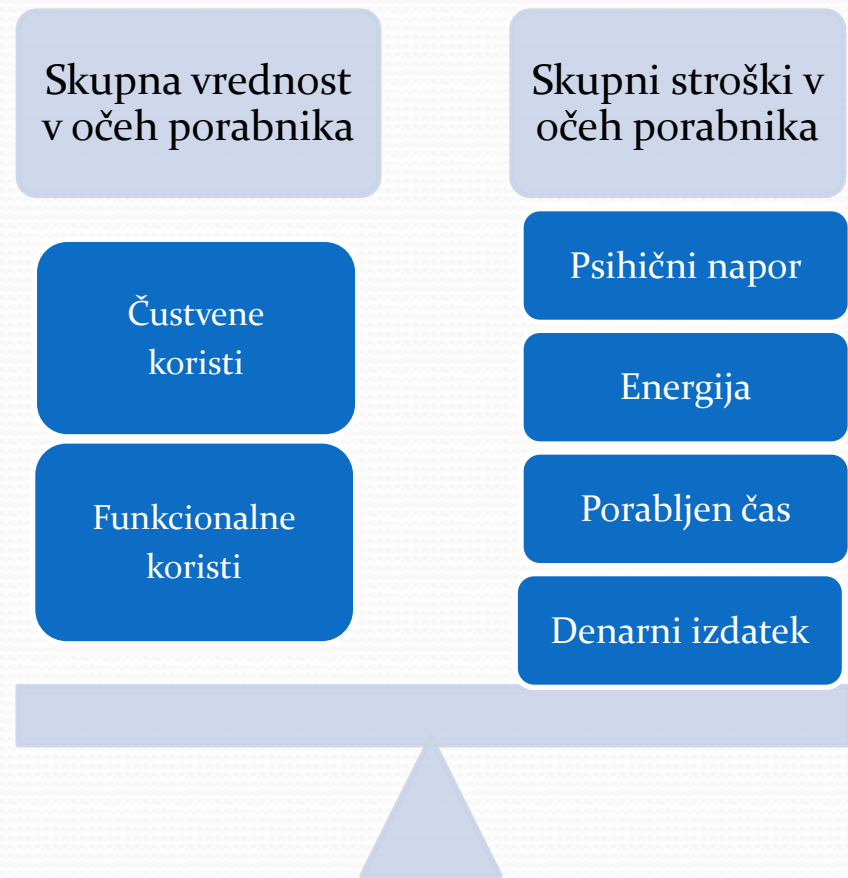 Skupna vrednost
v očeh porabnika
Čustvene
koristi
Funkcionalne
koristi
Skupni stroški v
očeh porabnika
Psihični napor
Energija
Porabljen čas
Denarni izdatek